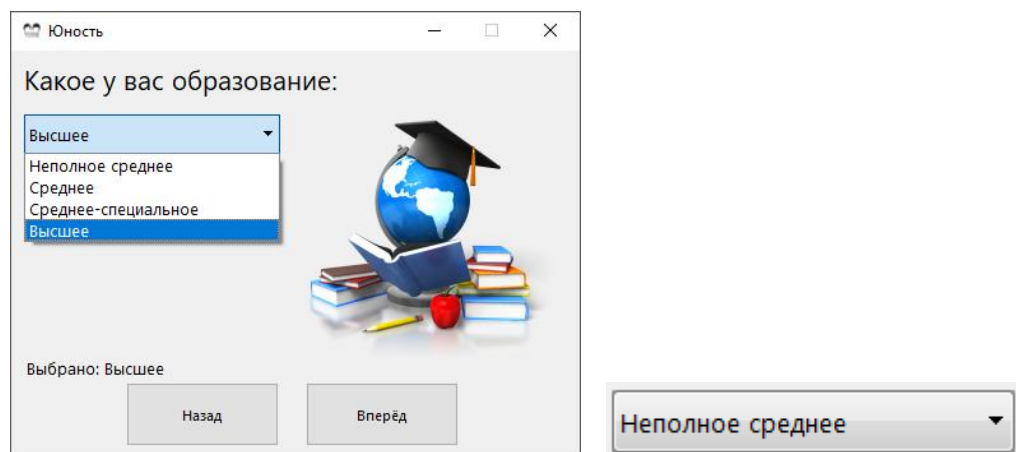 Юность
Какое у вас образование:
Высшее
Неполное среднее
Среднее
Среднее-специальное
Высшее
Выбрано: Высшее
Назад
Вперёд
Неполное среднее